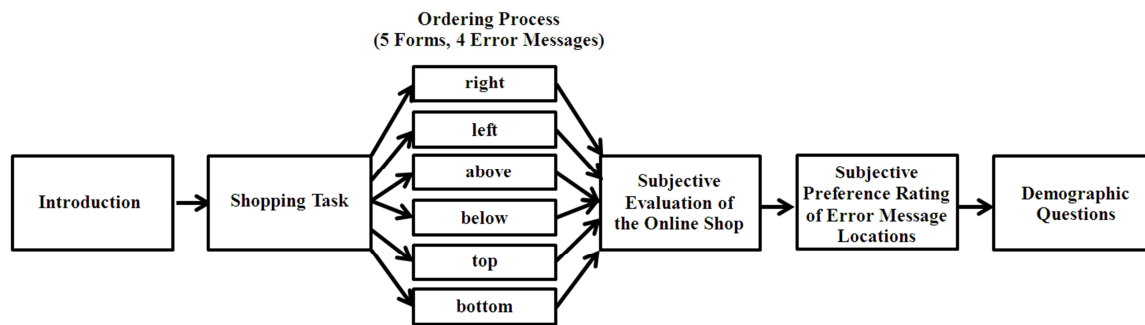 Ordering Process
(5 Forms, 4 Error Messages)
Introduction
Shopping Task
right
left
above
below
top
bottom
Subjective
Evaluation of
the Online Shop
Subjective
Preference Rating
of Error Message
Locations
Demographic
Questions